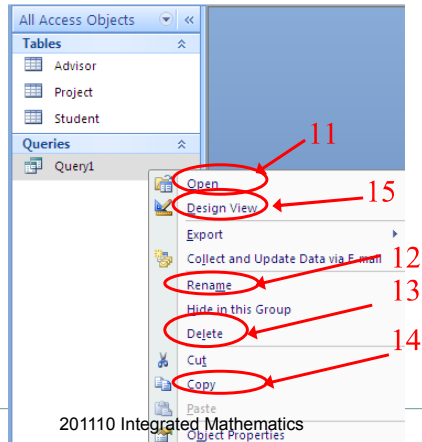 All Access Objects
Tables
Advisor
Project
Student
Queries
Query1
11
Open
15
Design View
Export
Collect and Update Data via E-mail
12
Rename
13
Hide in this Group
Delete
14
Cut
Copy
Paste
201110 Integrated Mathematics
Object Properties